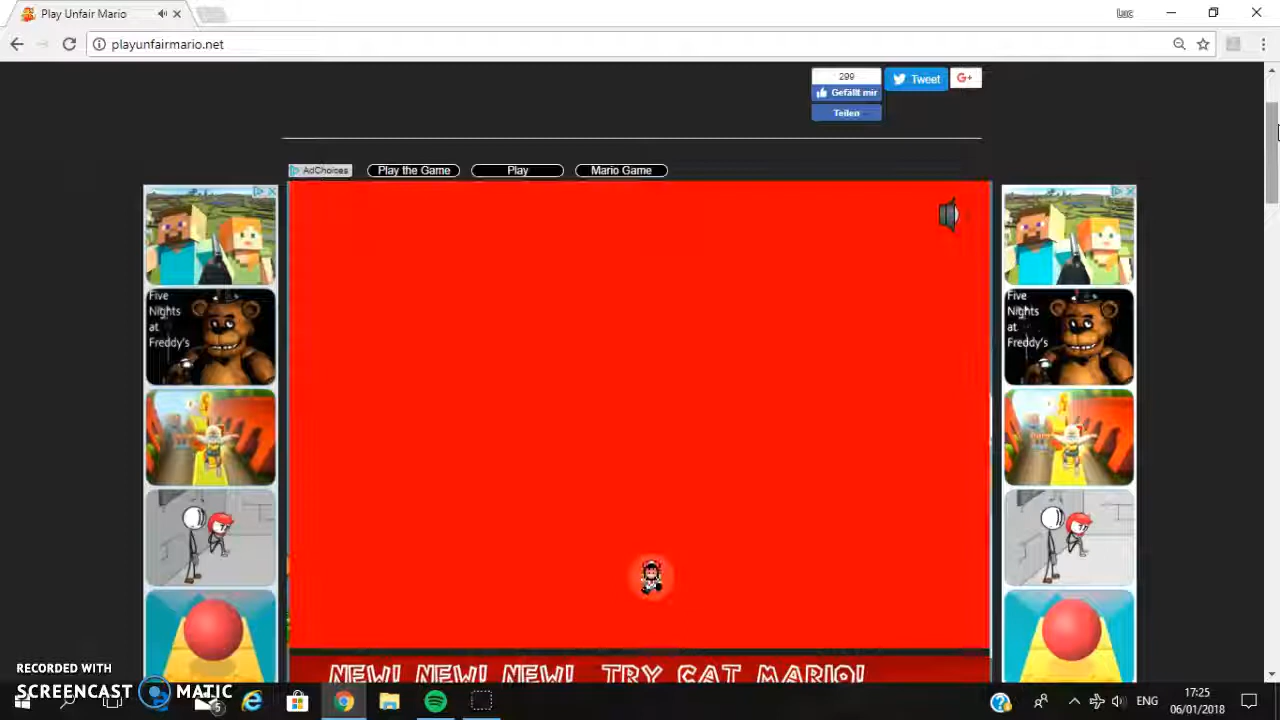 Play Unfair Mario
Luc
playunfairmario.net
299
Gefällt mir
Tweet
G+
Teilen
AdChoices
Play the Game
Play
Mario Game
Five
Nights
at
Freddy's
Five
Nights
at
Freddy's
NEW! NEW! NEW! TRY CAT MARIO!
RECORDED WITH
SCREENCAST MATIC
5
ENG
17:25
06/01/2018